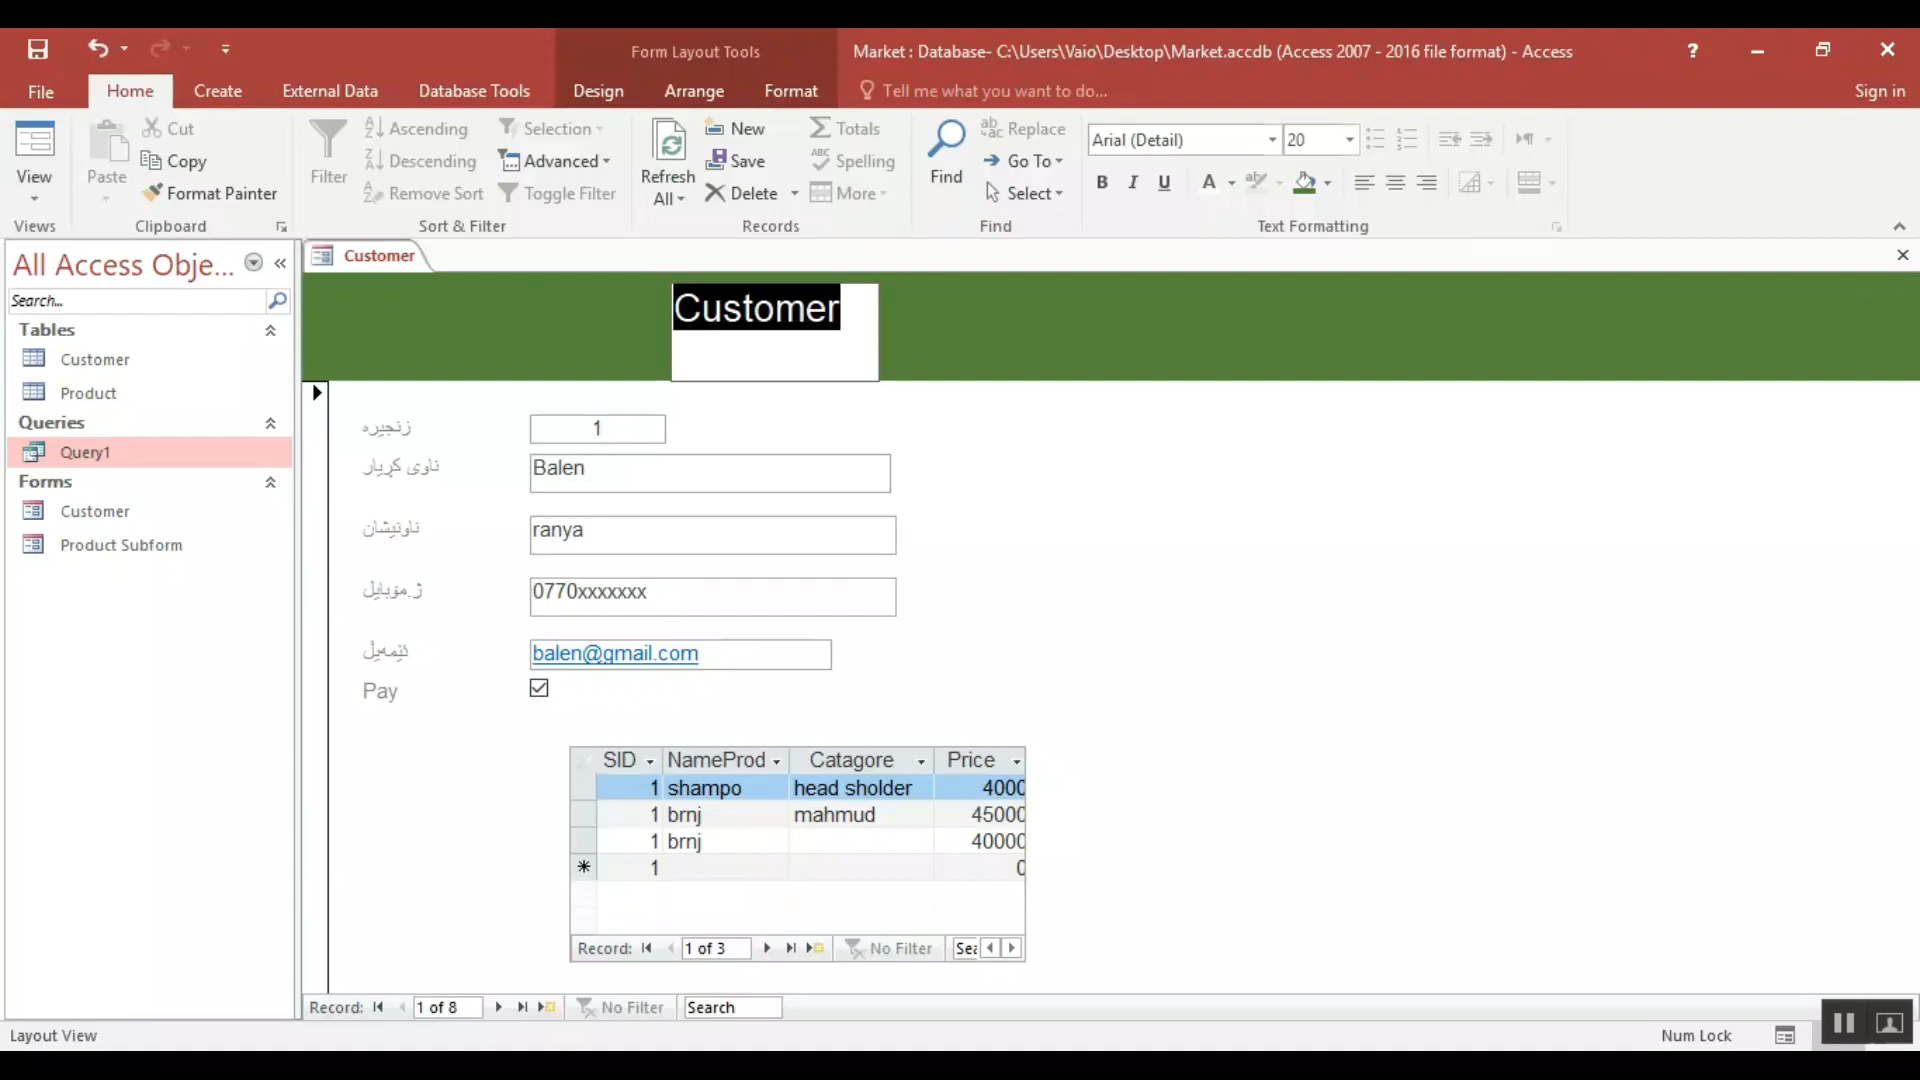 Form Layout Tools
Market : Database- C:\Users\Vaio\Desktop\Market.accdb (Access 2007 - 2016 file format) - Access
?
File
Home
Create
External Data
Database Tools
Design
Arrange
Format
Tell me what you want to do...
Sign in
View
Views
Paste
Cut
Copy
Format Painter
Clipboard
Filter
Ascending
Descending
Remove Sort
Selection
Advanced
Toggle Filter
Sort & Filter
Refresh
All
New
Save
Delete
Totals
Spelling
More
Records
Find
Replace
Go To
Select
Find
Arial (Detail)
20
B I U
Text Formatting
All Access Obje...
Search...
Tables
Customer
Product
Queries
Query1
Forms
Customer
Product Subform
Customer
Customer
زنجیرە
1
ناوی کڕیار
Balen
ناونیشان
ranya
ژ.مۆبایل
0770xxxxxxx
ئیمەیل
balen@gmail.com
Pay
SID NameProd Catagore Price
1 shampo head sholder 4000
1 brnj mahmud 45000
1 brnj 40000
1 0
Record: 1 of 3 No Filter Sea
Record: 1 of 8 No Filter Search
Layout View
Num Lock